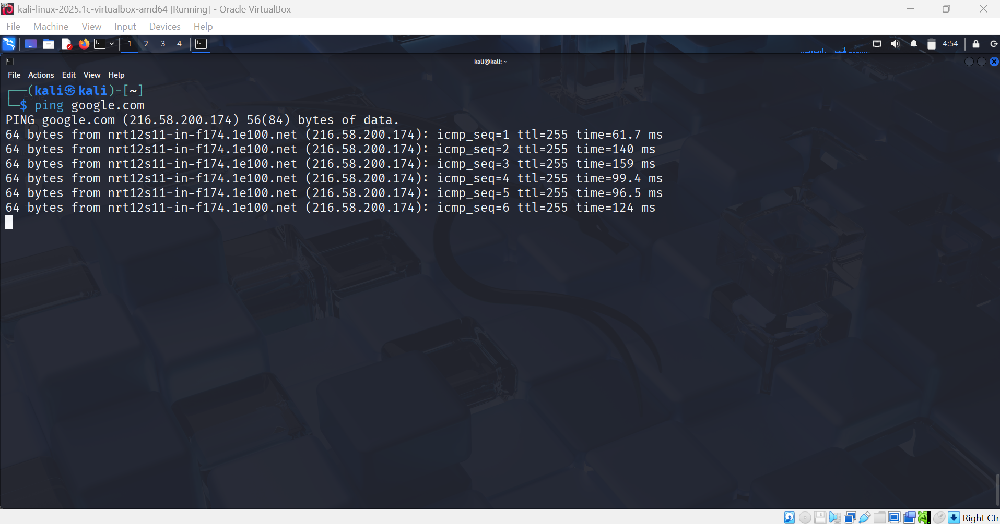 kali-linux-2025.1c-virtualbox-amd64 [Running] - Oracle VirtualBox
File Machine View Input Devices Help
1 2 3 4 4:54
kali@kali: ~
File Actions Edit View Help
(kali㉿kali)-[~]
$ ping google.com
PING google.com (216.58.200.174) 56(84) bytes of data.
64 bytes from nrt12s11-in-f174.1e100.net (216.58.200.174): icmp_seq=1 ttl=255 time=61.7 ms
64 bytes from nrt12s11-in-f174.1e100.net (216.58.200.174): icmp_seq=2 ttl=255 time=140 ms
64 bytes from nrt12s11-in-f174.1e100.net (216.58.200.174): icmp_seq=3 ttl=255 time=159 ms
64 bytes from nrt12s11-in-f174.1e100.net (216.58.200.174): icmp_seq=4 ttl=255 time=99.4 ms
64 bytes from nrt12s11-in-f174.1e100.net (216.58.200.174): icmp_seq=5 ttl=255 time=96.5 ms
64 bytes from nrt12s11-in-f174.1e100.net (216.58.200.174): icmp_seq=6 ttl=255 time=124 ms
Right Ctr